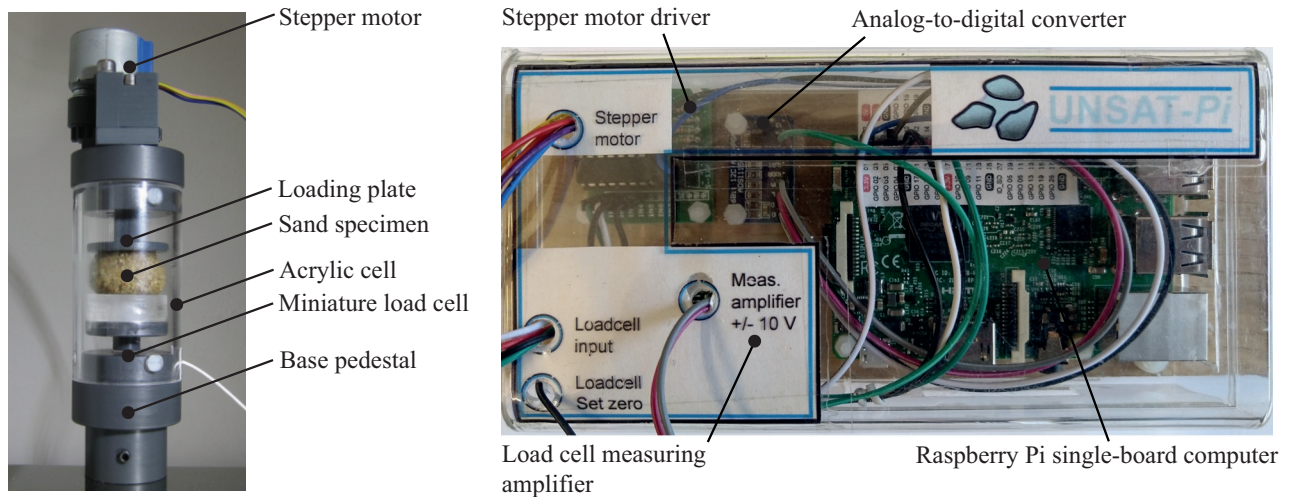 Stepper motor
Loading plate
Sand specimen
Acrylic cell
Miniature load cell
Base pedestal
Stepper motor driver
Analog-to-digital converter
Stepper
motor
UNSAT-Pi
Meas.
amplifier
+/- 10 V
Loadcell
input
Loadcell
Set zero
Load cell measuring
amplifier
Raspberry Pi single-board computer